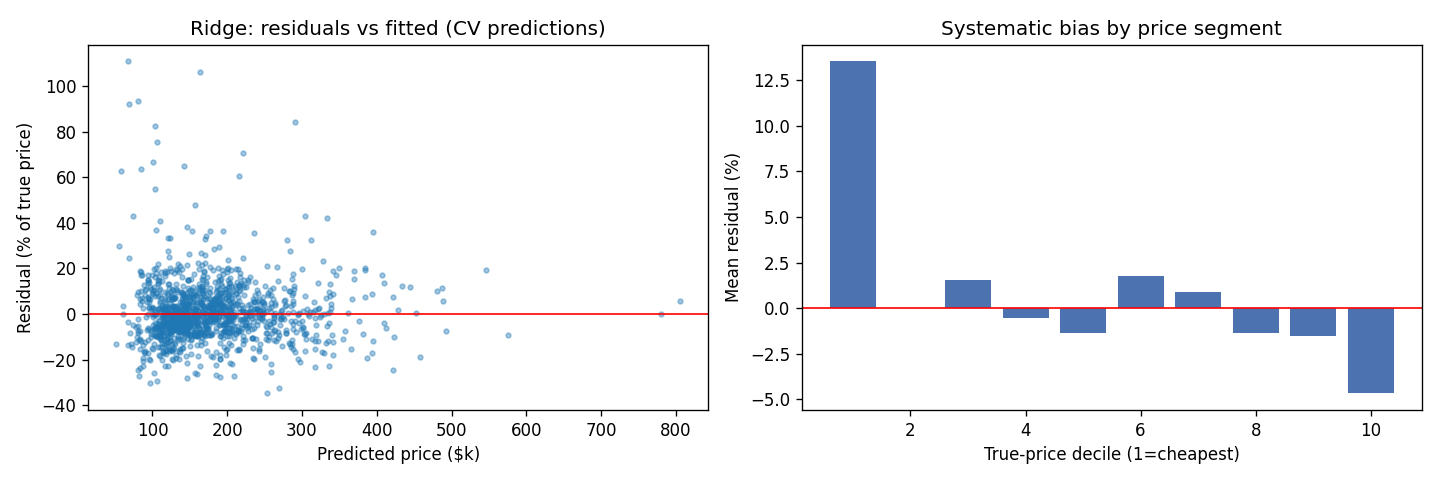 Ridge: residuals vs fitted (CV predictions)
Residual (% of true price)
100
80
60
40
20
0
−20
−40
100 200 300 400 500 600 700 800
Predicted price ($k)
Systematic bias by price segment
Mean residual (%)
12.5
10.0
7.5
5.0
2.5
0.0
−2.5
−5.0
2 4 6 8 10
True-price decile (1=cheapest)